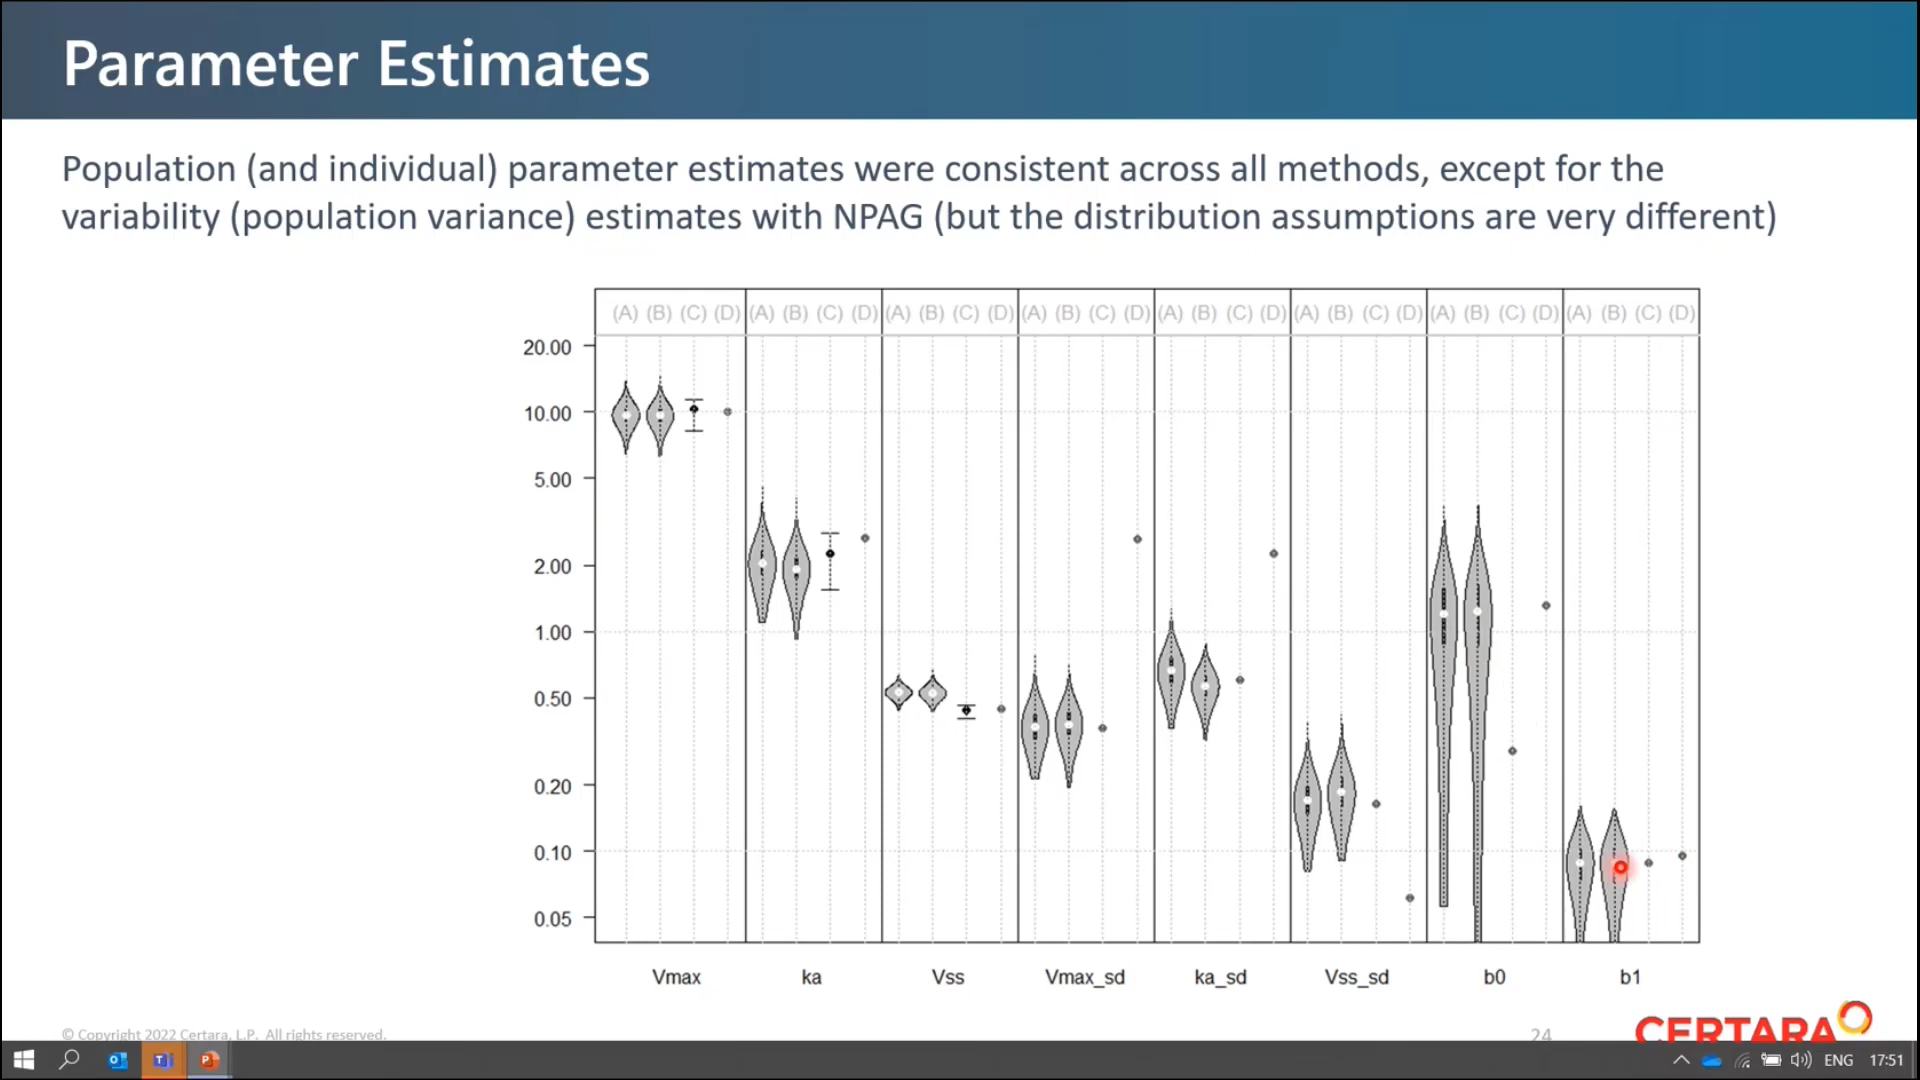 Parameter Estimates
Population (and individual) parameter estimates were consistent across all methods, except for the
variability (population variance) estimates with NPAG (but the distribution assumptions are very different)
(A) (B) (C) (D) (A) (B) (C) (D) (A) (B) (C) (D) (A) (B) (C) (D) (A) (B) (C) (D) (A) (B) (C) (D) (A) (B) (C) (D) (A) (B) (C) (D)
20.00
10.00
5.00
2.00
1.00
0.50
0.20
0.10
0.05
Vmax ka Vss Vmax_sd ka_sd Vss_sd b0 b1
© Copyright 2022 Certara, L.P. All rights reserved.
24
CERTARA
ENG 17:51